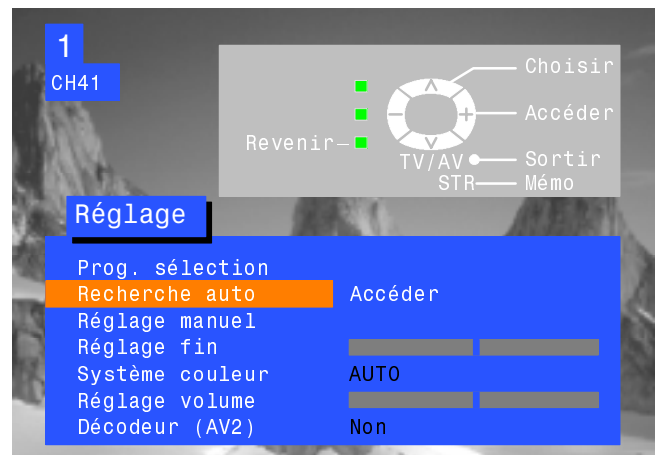 1
CH41
Choisir
Accéder
Revenir
TV/AV Sortir
STR Mémo
Réglage
Prog. sélection
Recherche auto Accéder
Réglage manuel
Réglage fin
Système couleur AUTO
Réglage volume
Décodeur (AV2) Non